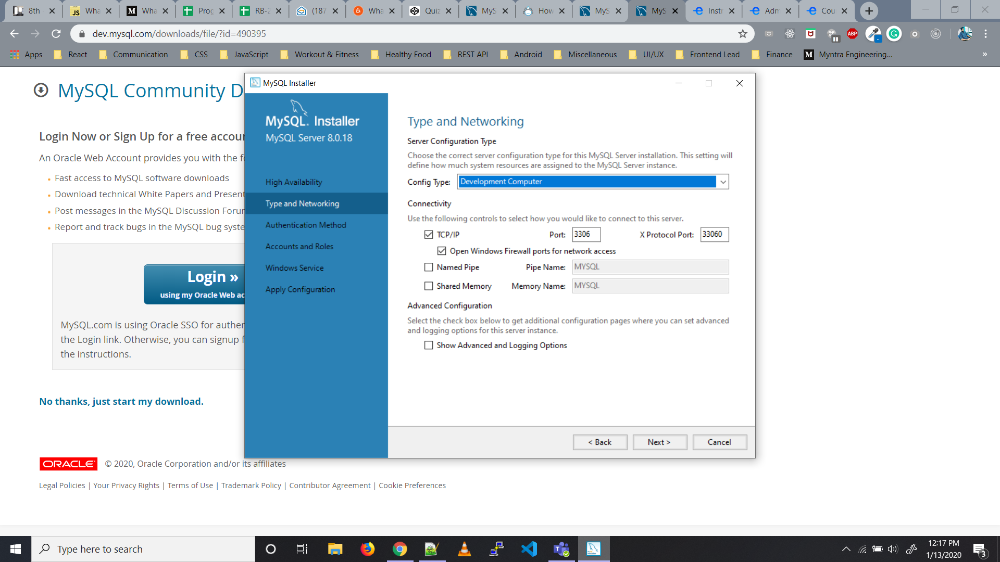 8th
Wha
Wha
Prog
RB-2
(187
Wha
Quiz
MyS
How
MyS
MyS
Instr
Adm
Cou
dev.mysql.com/downloads/file/?id=490395
Apps
React
Communication
CSS
JavaScript
Workout & Fitness
Healthy Food
REST API
Android
Miscellaneous
UI/UX
Frontend Lead
Finance
Myntra Engineering...
»
MySQL Community D
Login Now or Sign Up for a free accou
An Oracle Web Account provides you with the f
• Fast access to MySQL software downloads
• Download technical White Papers and Present
• Post messages in the MySQL Discussion Foru
• Report and track bugs in the MySQL bug syste
Login »
using my Oracle Web ac
MySQL.com is using Oracle SSO for auther
the Login link. Otherwise, you can signup f
the instructions.
No thanks, just start my download.
ORACLE © 2020, Oracle Corporation and/or its affiliates
Legal Policies | Your Privacy Rights | Terms of Use | Trademark Policy | Contributor Agreement | Cookie Preferences
MySQL Installer
MySQL. Installer
MySQL Server 8.0.18
High Availability
Type and Networking
Authentication Method
Accounts and Roles
Windows Service
Apply Configuration
Type and Networking
Server Configuration Type
Choose the correct server configuration type for this MySQL Server installation. This setting will
define how much system resources are assigned to the MySQL Server instance.
Config Type: Development Computer
Connectivity
Use the following controls to select how you would like to connect to this server.
TCP/IP Port: 3306 X Protocol Port: 33060
Open Windows Firewall ports for network access
Named Pipe Pipe Name: MYSQL
Shared Memory Memory Name: MYSQL
Advanced Configuration
Select the check box below to get additional configuration pages where you can set advanced
and logging options for this server instance.
Show Advanced and Logging Options
< Back
Next >
Cancel
Type here to search
12:17 PM
1/13/2020
3